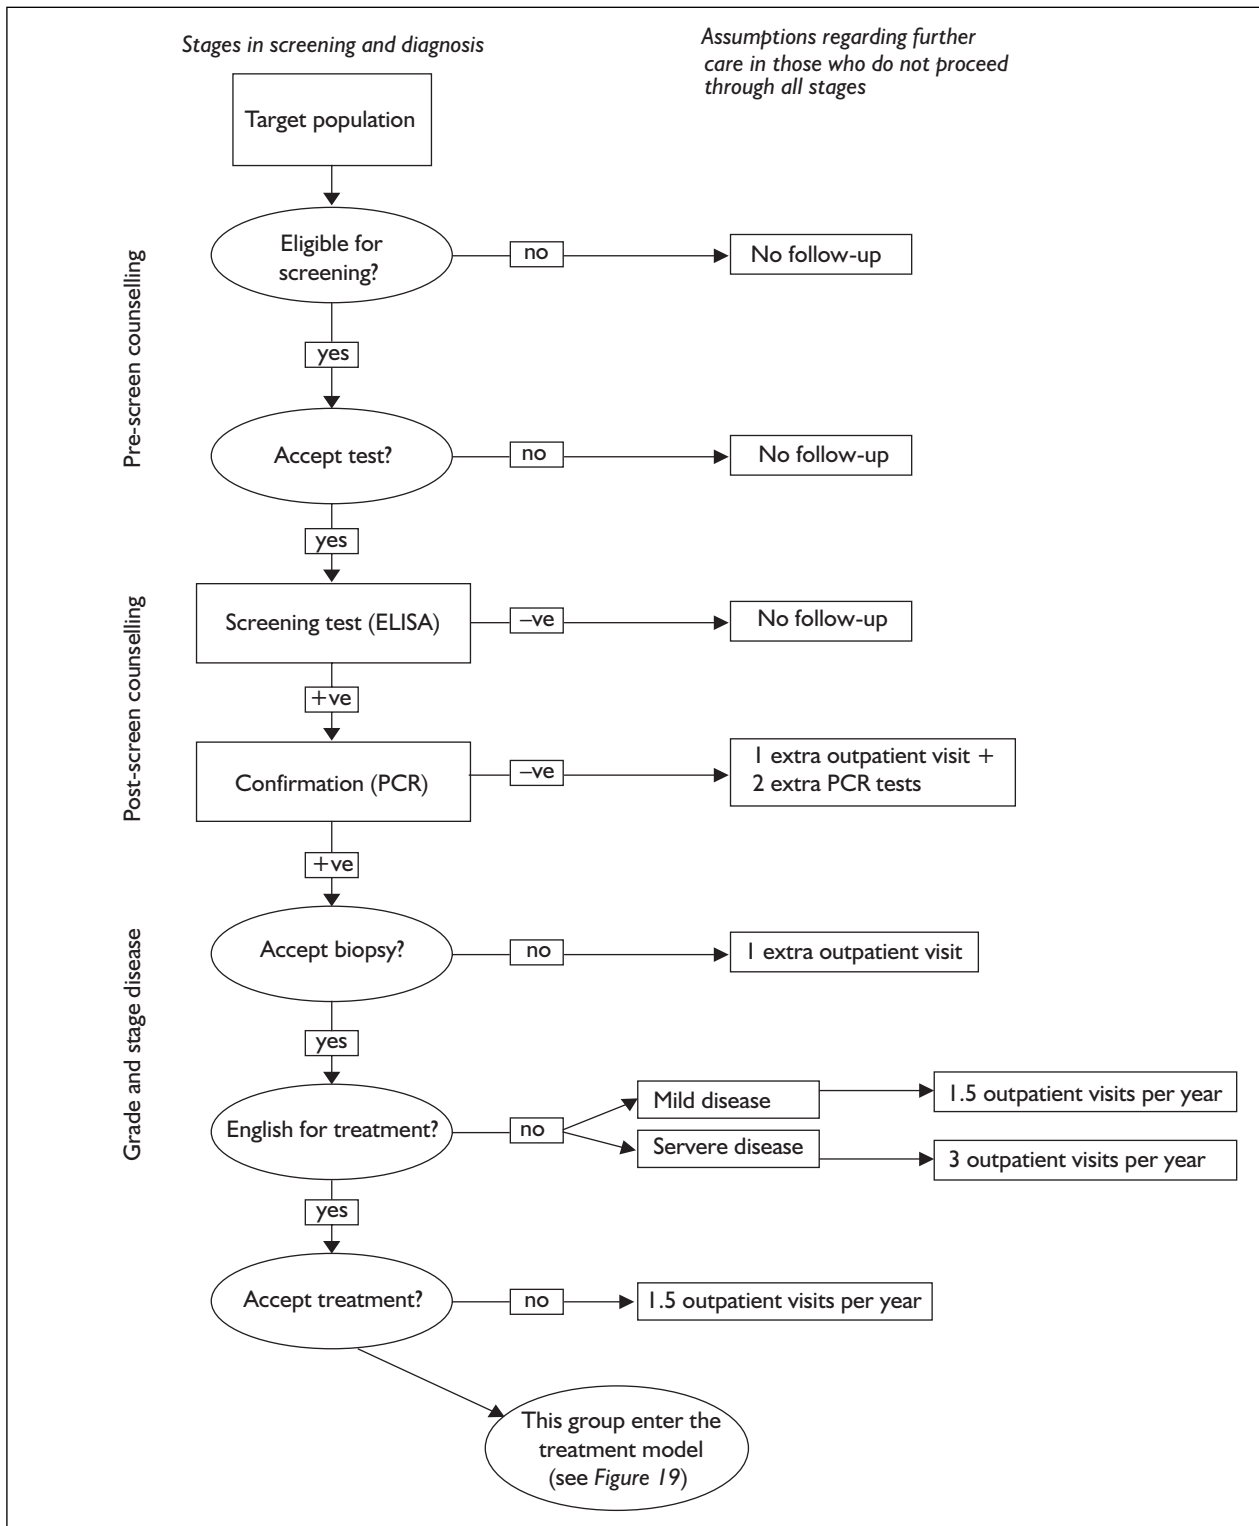 Stages in screening and diagnosis
Assumptions regarding further
care in those who do not proceed
through all stages
Target population
Pre-screen counselling
Eligible for
screening?
no
No follow-up
yes
Accept test?
no
No follow-up
yes
Post-screen counselling
Screening test (ELISA)
–ve
No follow-up
+ve
Confirmation (PCR)
–ve
1 extra outpatient visit +
2 extra PCR tests
+ve
Grade and stage disease
Accept biopsy?
no
1 extra outpatient visit
yes
English for treatment?
no
Mild disease
1.5 outpatient visits per year
Servere disease
3 outpatient visits per year
yes
Accept treatment?
no
1.5 outpatient visits per year
This group enter the
treatment model
(see Figure 19)